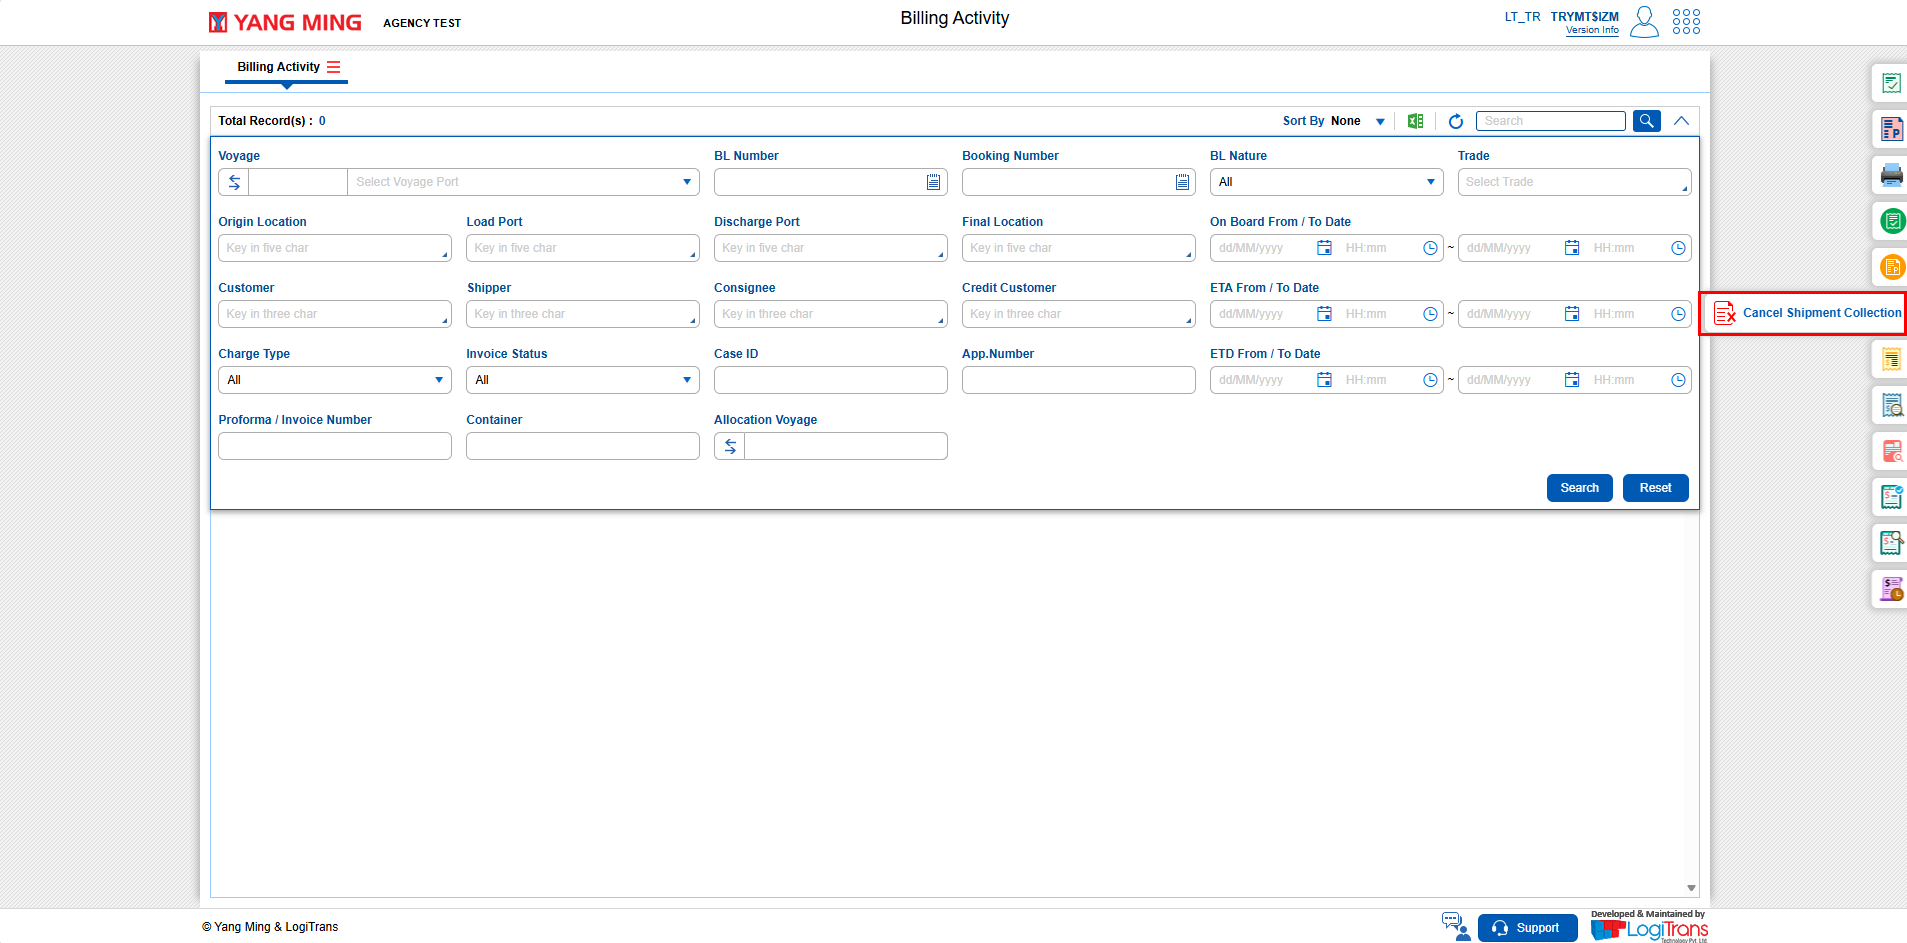 YANG MING AGENCY TEST
Billing Activity
LT_TR TRYMT$IZM
Version Info
Billing Activity
Total Record(s) : 0
Sort By None
Search
Voyage BL Number Booking Number BL Nature Trade
Select Voyage Port All Select Trade
Origin Location Load Port Discharge Port Final Location On Board From / To Date
Key in five char Key in five char Key in five char Key in five char dd/MM/yyyy HH:mm ~ dd/MM/yyyy HH:mm
Customer Shipper Consignee Credit Customer ETA From / To Date
Key in three char Key in three char Key in three char Key in three char dd/MM/yyyy HH:mm ~ dd/MM/yyyy HH:mm
Cancel Shipment Collection
Charge Type Invoice Status Case ID App.Number ETD From / To Date
All All dd/MM/yyyy HH:mm ~ dd/MM/yyyy HH:mm
Proforma / Invoice Number Container Allocation Voyage
Search Reset
© Yang Ming & LogiTrans
Support
Developed & Maintained by
LogiTrans
Technology Pvt. Ltd.